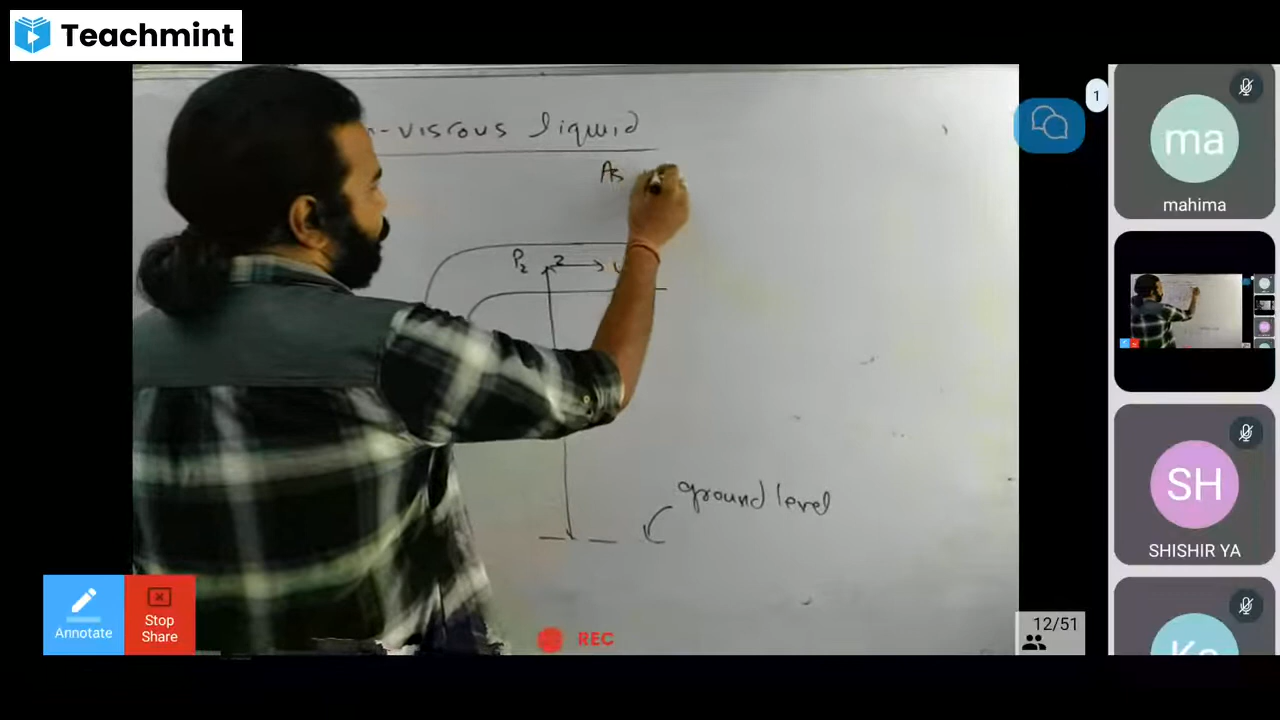 Teachmint
-viscous liquid
As
P2 2
ground level
Annotate
Stop
Share
REC
12/51
1
ma
mahima
SH
SHISHIR YA